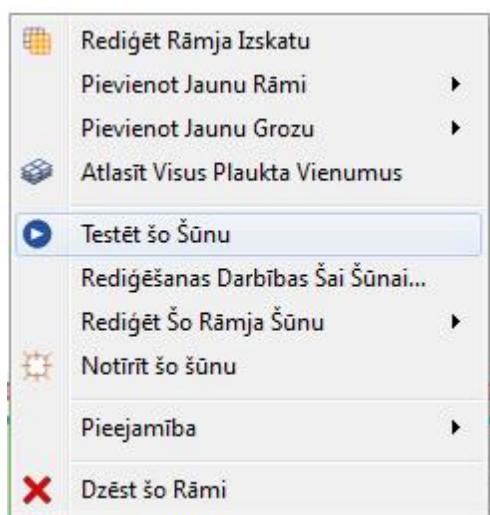 Rediģēt Rāmja Izskatu
Pievienot Jaunu Rāmi
Pievienot Jaunu Grozu
Atlasīt Visus Plaukta Vienumus
Testēt šo Šūnu
Rediģēšanas Darbības Šai Šūnai...
Rediģēt Šo Rāmja Šūnu
Notīrīt šo šūnu
Pieejamība
Dzēst šo Rāmi